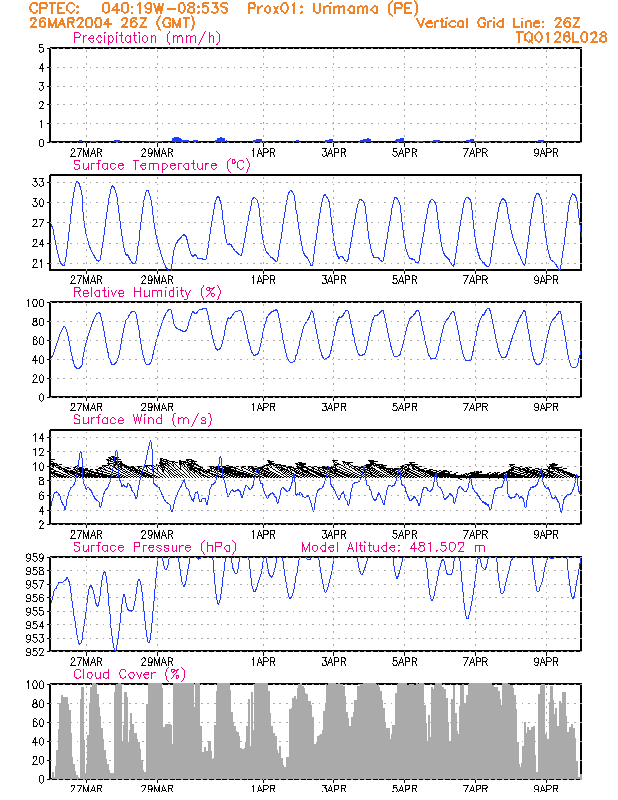 CPTEC: 040:19W-08:53S Prox01: Urimama (PE)
26MAR2004 26Z (GMT) Vertical Grid Line: 26Z
Precipitation (mm/h) TQ0126L028
5
4
3
2
1
0
27MAR 29MAR 1APR 3APR 5APR 7APR 9APR
Surface Temperature (°C)
33
30
27
24
21
27MAR 29MAR 1APR 3APR 5APR 7APR 9APR
Relative Humidity (%)
100
80
60
40
20
0
27MAR 29MAR 1APR 3APR 5APR 7APR 9APR
Surface Wind (m/s)
14
12
10
8
6
4
2
27MAR 29MAR 1APR 3APR 5APR 7APR 9APR
Surface Pressure (hPa) Model Altitude: 481.502 m
959
958
957
956
955
954
953
952
27MAR 29MAR 1APR 3APR 5APR 7APR 9APR
Cloud Cover (%)
100
80
60
40
20
0
27MAR 29MAR 1APR 3APR 5APR 7APR 9APR